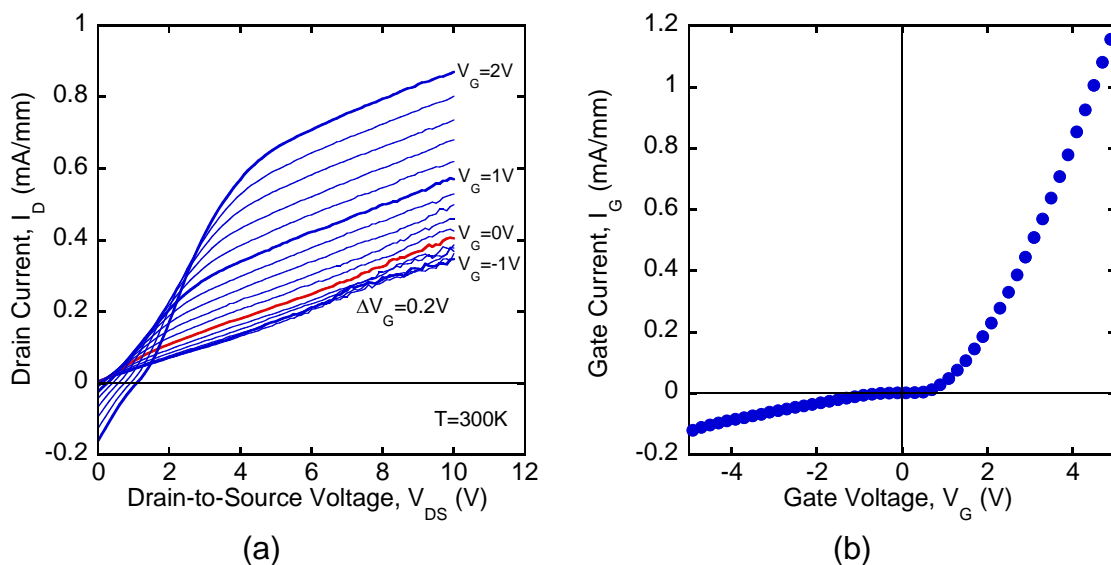 1
0.8
0.6
0.4
0.2
0
-0.2
0 2 4 6 8 10 12
Drain Current, I_D (mA/mm)
Drain-to-Source Voltage, V_DS (V)
V_G=2V
V_G=1V
V_G=0V
V_G=-1V
ΔV_G=0.2V
T=300K
(a)
1.2
1
0.8
0.6
0.4
0.2
0
-0.2
-4 -2 0 2 4
Gate Current, I_G (mA/mm)
Gate Voltage, V_G (V)
(b)